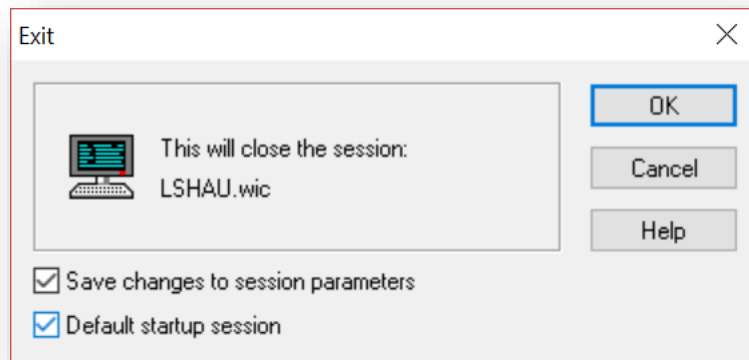 Exit
This will close the session:
LSHAU.wic
OK
Cancel
Help
Save changes to session parameters
Default startup session